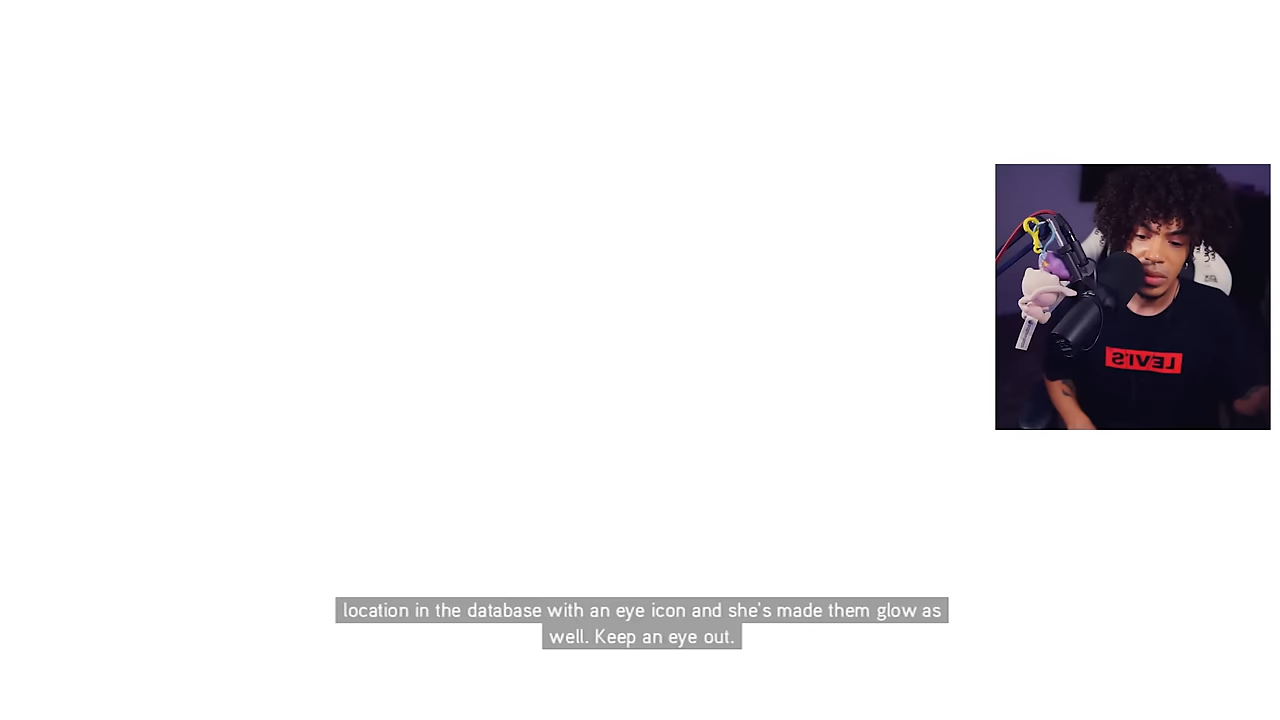 LEVI'S
location in the database with an eye icon and she's made them glow as
well. Keep an eye out.